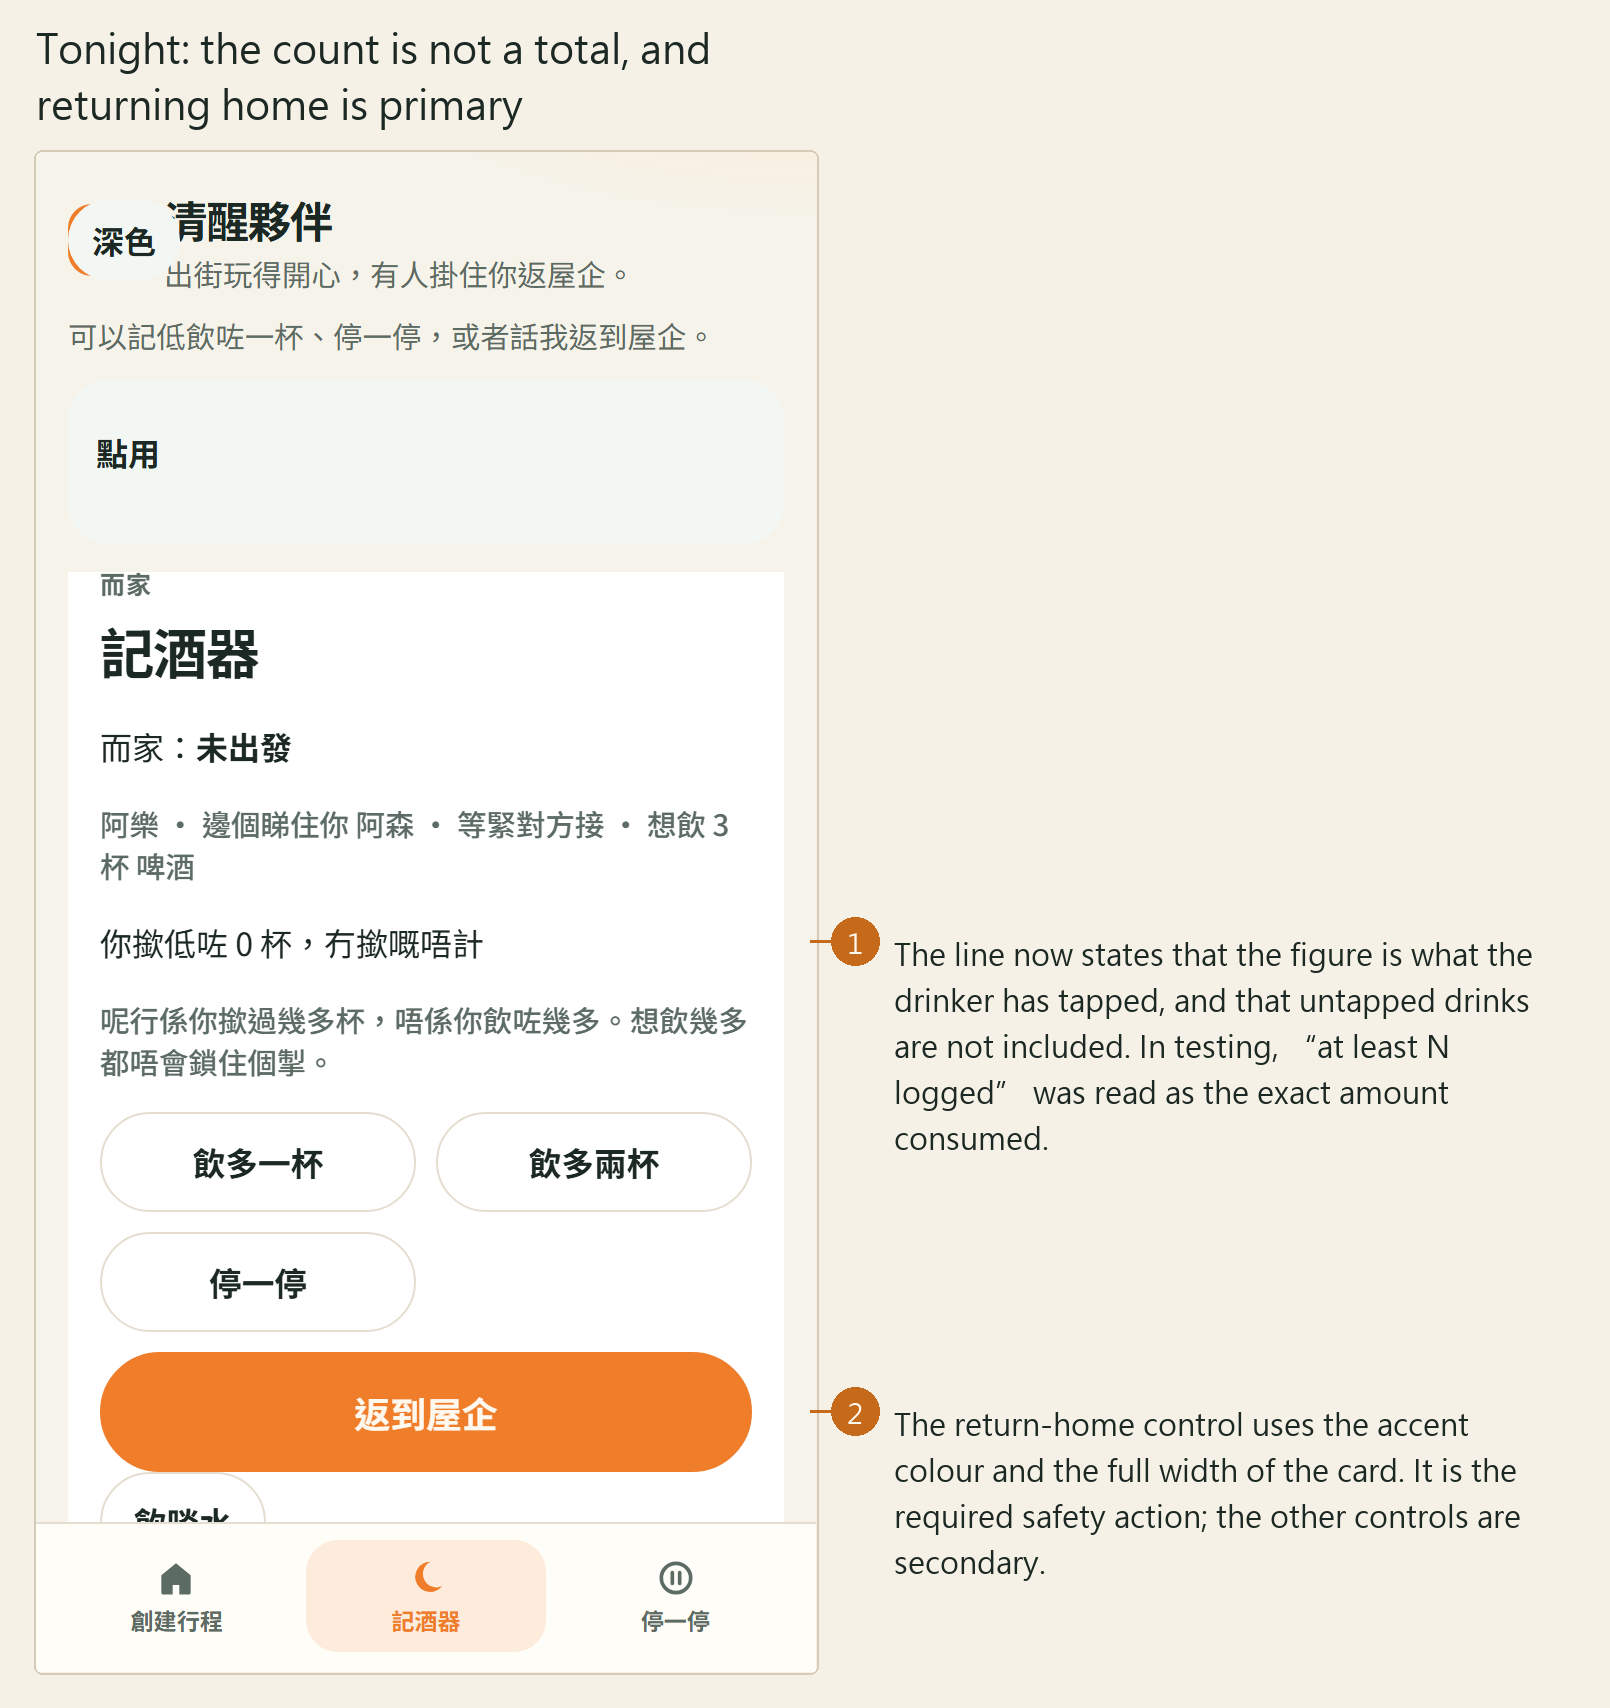 Tonight: the count is not a total, and
returning home is primary
深色
清醒夥伴
出街玩得開心，有人掛住你返屋企。
可以記低飲咗一杯、停一停，或者話我返到屋企。
點用
而家
記酒器
而家：未出發
阿樂 · 邊個睇住你 阿森 · 等緊對方接 · 想飲 3
杯 啤酒
你撳低咗 0 杯，冇撳嘅唔計
1
The line now states that the figure is what the
drinker has tapped, and that untapped drinks
are not included. In testing, “at least N
logged” was read as the exact amount
consumed.
呢行係你撳過幾多杯，唔係你飲咗幾多。想飲幾多
都唔會鎖住個掣。
飲多一杯
飲多兩杯
停一停
返到屋企
2
The return-home control uses the accent
colour and the full width of the card. It is the
required safety action; the other controls are
secondary.
創建行程
記酒器
停一停